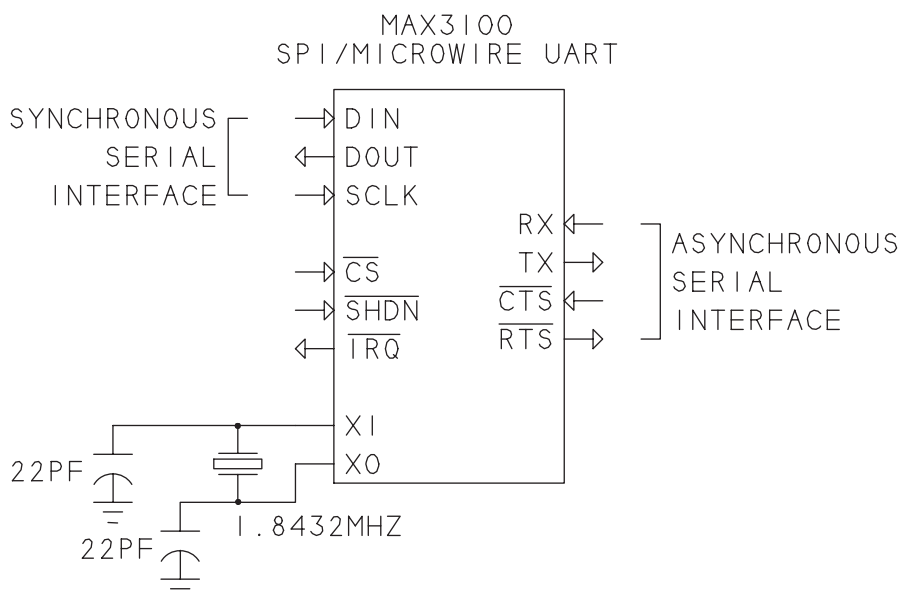 MAX3100
SPI/MICROWIRE UART
SYNCHRONOUS
SERIAL
INTERFACE
DIN
DOUT
SCLK
CS
SHDN
IRQ
XI
XO
RX
TX
CTS
RTS
ASYNCHRONOUS
SERIAL
INTERFACE
22PF
1.8432MHZ
22PF